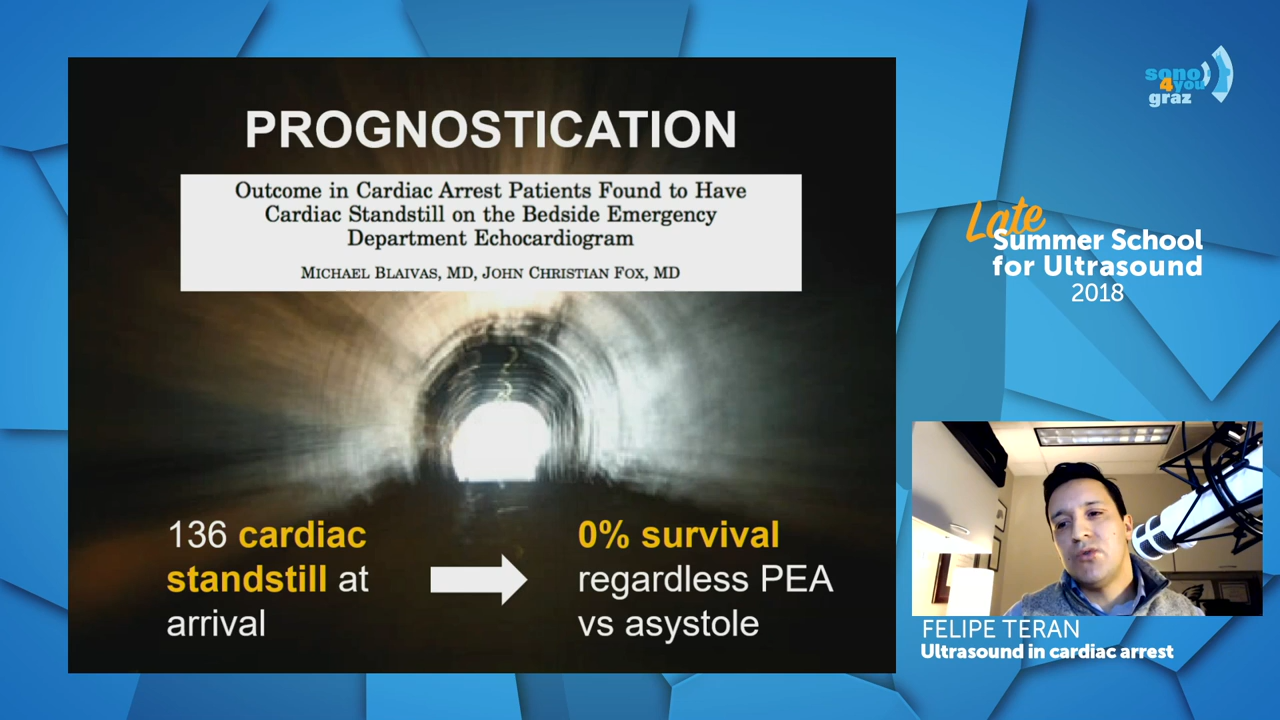 PROGNOSTICATION
Outcome in Cardiac Arrest Patients Found to Have
Cardiac Standstill on the Bedside Emergency
Department Echocardiogram
MICHAEL BLAIVAS, MD, JOHN CHRISTIAN FOX, MD
136 cardiac
standstill at
arrival
0% survival
regardless PEA
vs asystole
sono
4you
graz
Late
Summer School
for Ultrasound
2018
FELIPE TERAN
Ultrasound in cardiac arrest